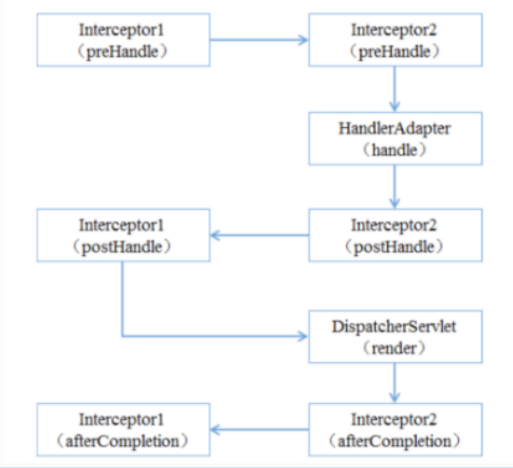 Interceptor1
（preHandle）
Interceptor2
（preHandle）
HandlerAdapter
（handle）
Interceptor2
（postHandle）
Interceptor1
（postHandle）
DispatcherServlet
（render）
Interceptor2
（afterCompletion）
Interceptor1
（afterCompletion）